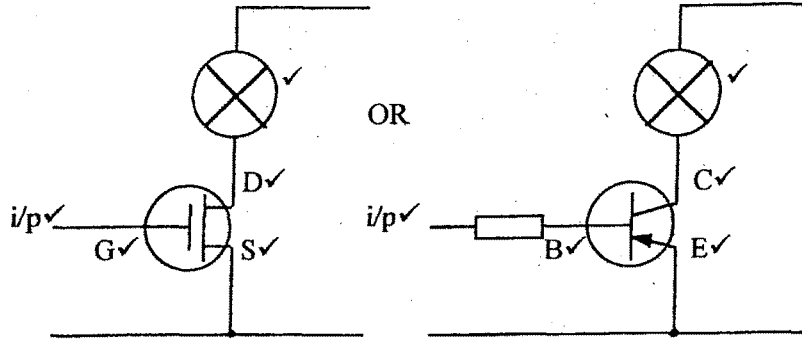 ✓
✓
OR
D✓
C✓
i/p✓
i/p✓
G✓
S✓
B✓
E✓